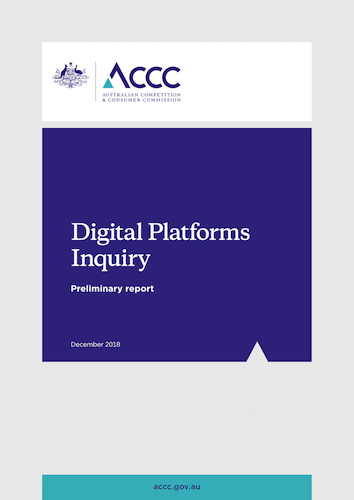 ACCC
AUSTRALIAN COMPETITION
& CONSUMER COMMISSION
Digital Platforms
Inquiry
Preliminary report
December 2018
accc.gov.au